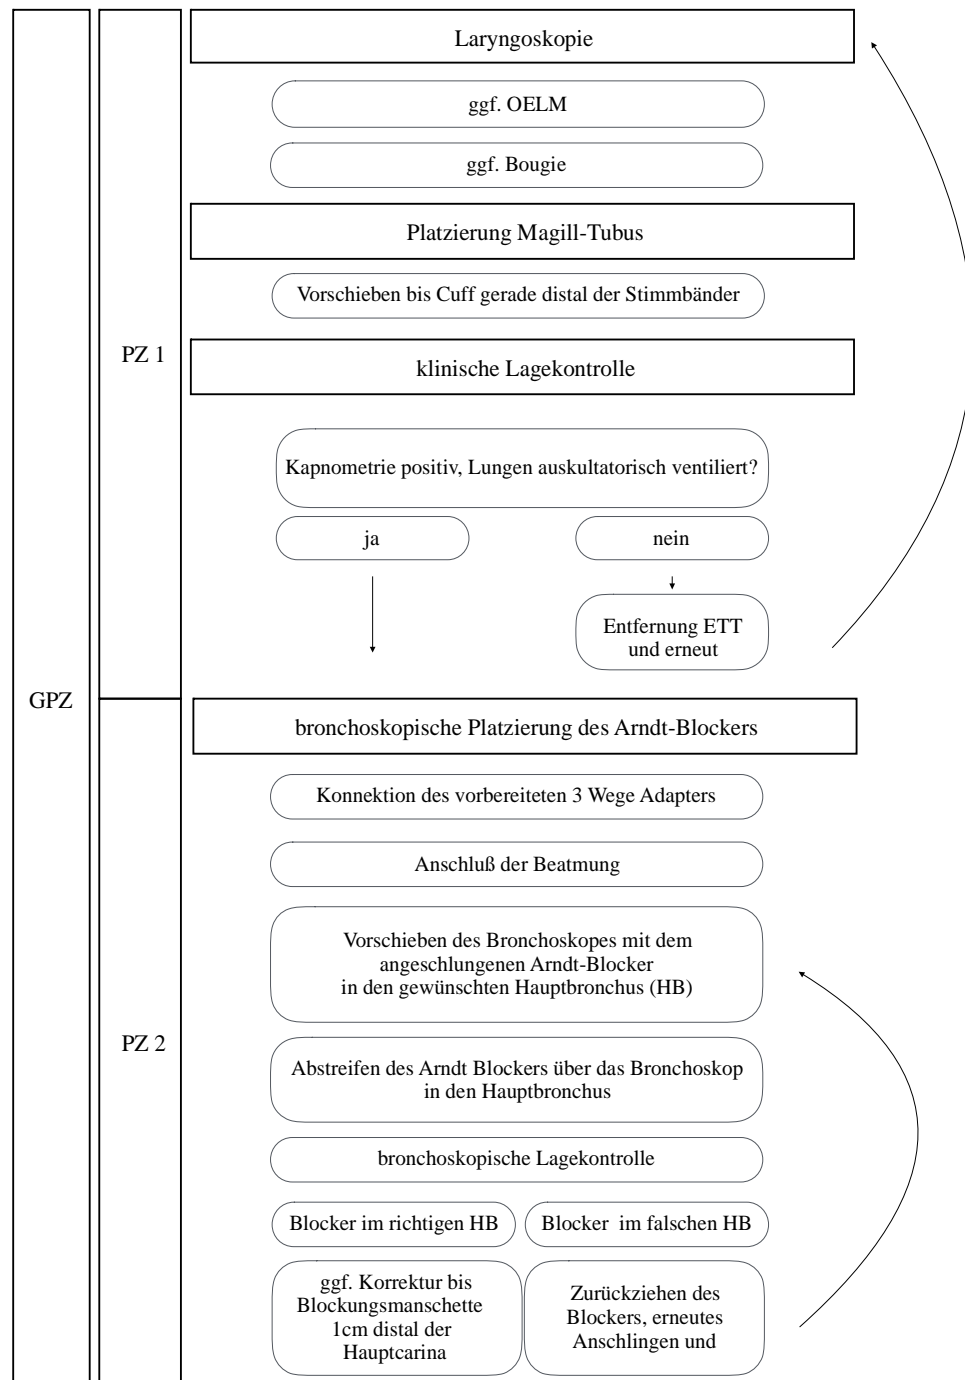 Laryngoskopie
ggf. OELM
ggf. Bougie
Platzierung Magill-Tubus
Vorschieben bis Cuff gerade distal der Stimmbänder
PZ 1
klinische Lagekontrolle
Kapnometrie positiv, Lungen auskultatorisch ventiliert?
ja
nein
Entfernung ETT
und erneut
GPZ
bronchoskopische Platzierung des Arndt-Blockers
Konnektion des vorbereiteten 3 Wege Adapters
Anschluß der Beatmung
Vorschieben des Bronchoskopes mit dem
angeschlungenen Arndt-Blocker
in den gewünschten Hauptbronchus (HB)
PZ 2
Abstreifen des Arndt Blockers über das Bronchoskop
in den Hauptbronchus
bronchoskopische Lagekontrolle
Blocker im richtigen HB
Blocker im falschen HB
ggf. Korrektur bis
Blockungsmanschette
1cm distal der
Hauptcarina
Zurückziehen des
Blockers, erneutes
Anschlingen und